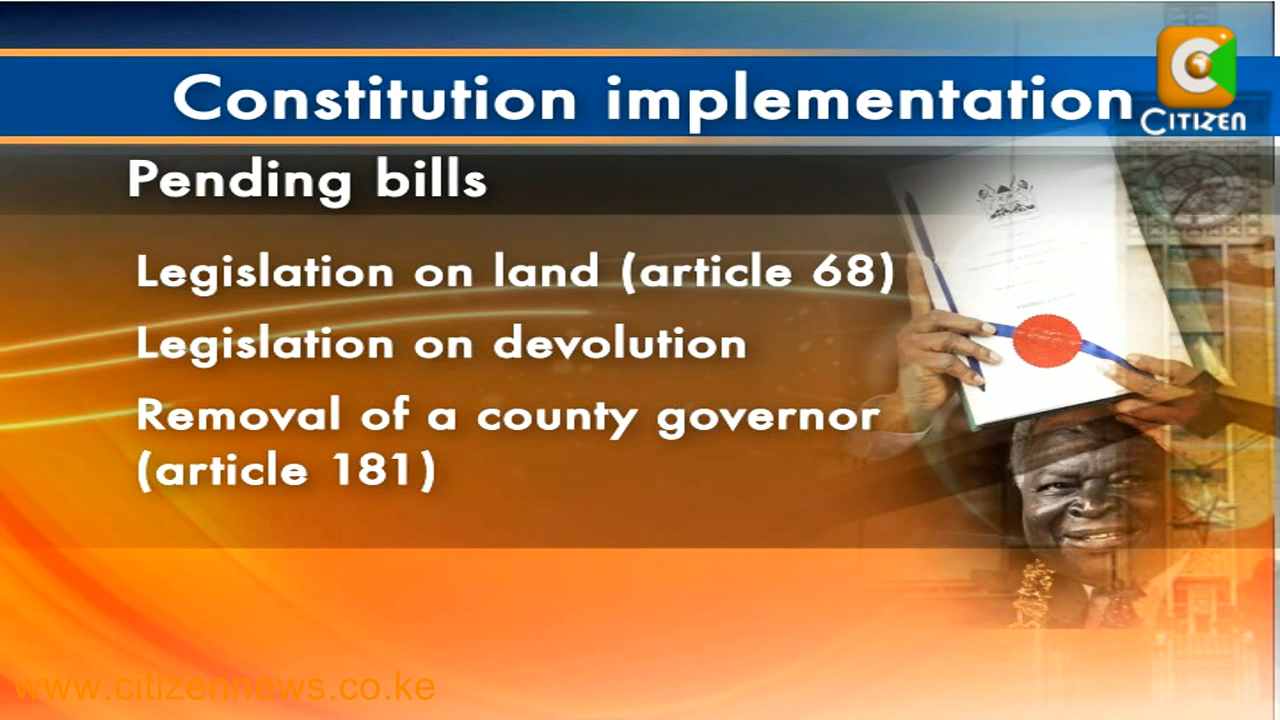 Constitution implementation
CITIZEN
Pending bills
Legislation on land (article 68)
Legislation on devolution
Removal of a county governor
(article 181)
www.citizennews.co.ke